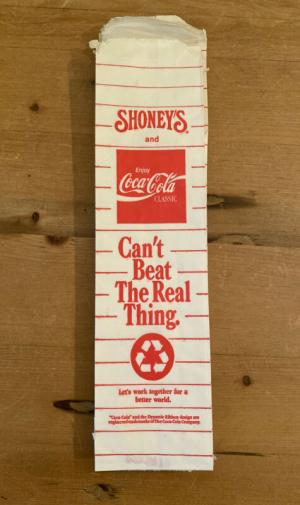 SHONEY'S.
and
Enjoy
Coca-Cola
CLASSIC
Can't
Beat
The Real
Thing.
Let's work together for a
better world.
"Coca-Cola" and the Dynamic Ribbon design are
registered trademarks of The Coca-Cola Company.